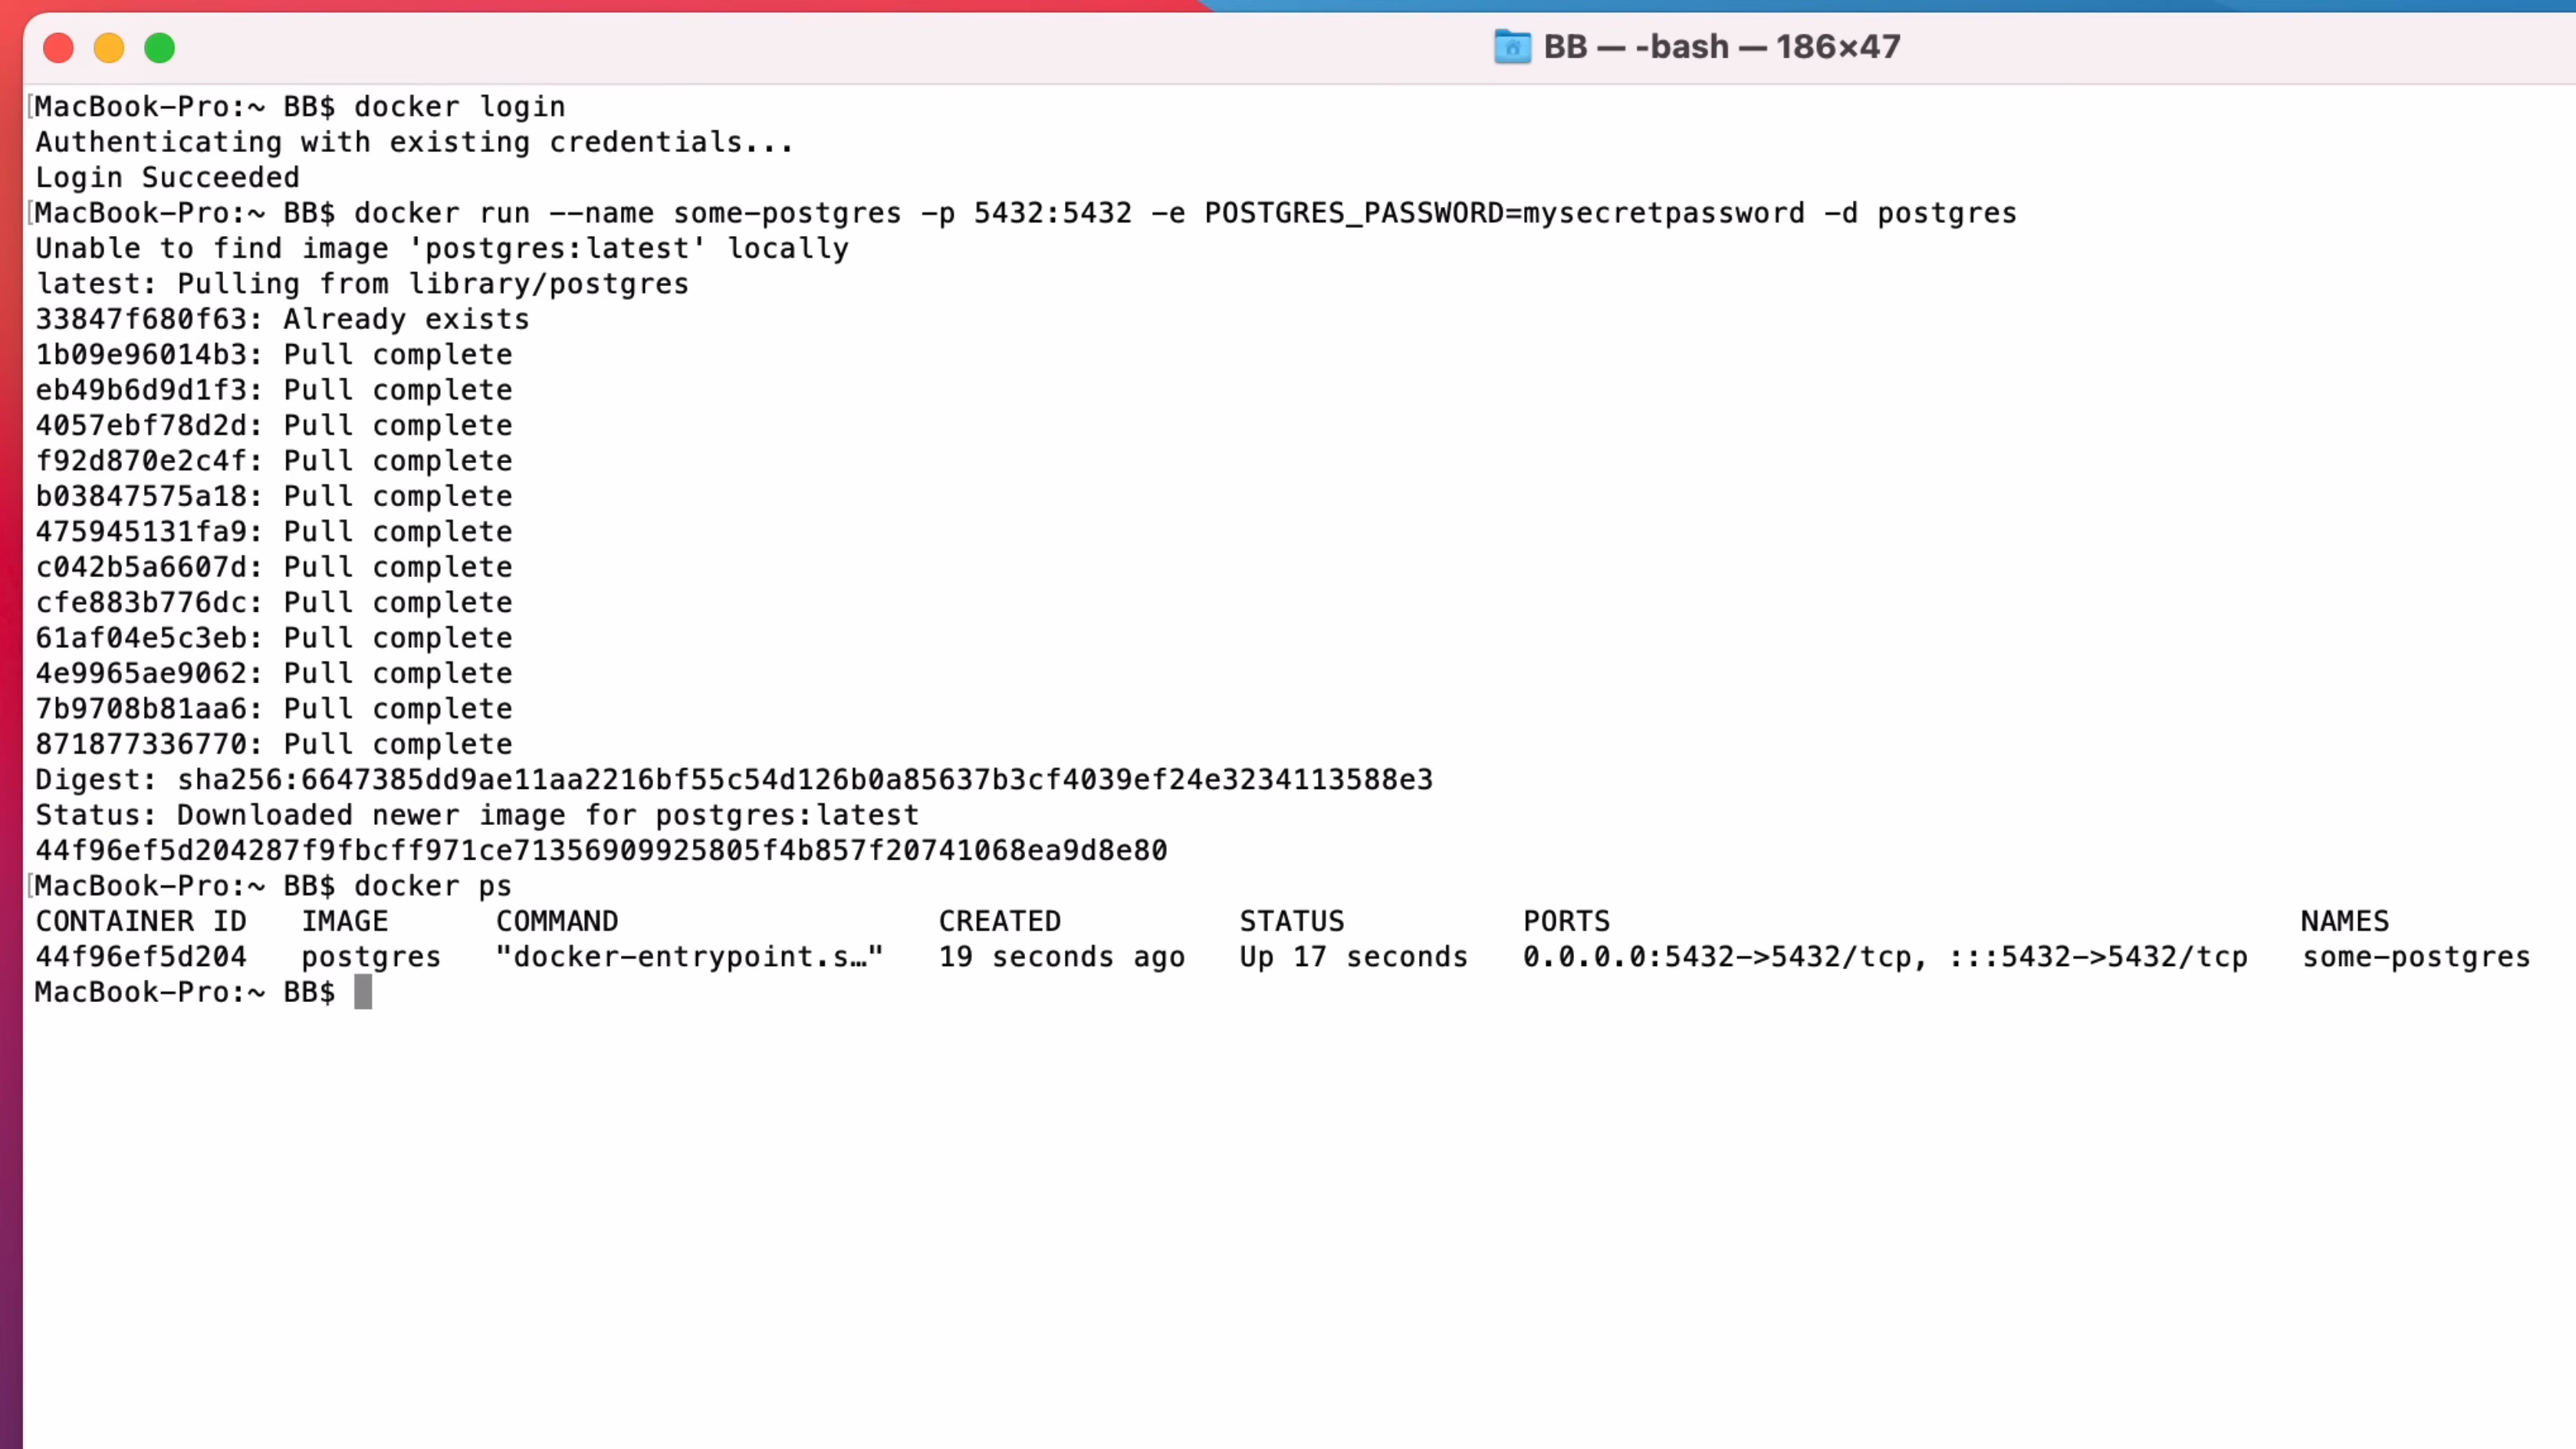 BB — -bash — 186×47
MacBook-Pro:~ BB$ docker login
Authenticating with existing credentials...
Login Succeeded
MacBook-Pro:~ BB$ docker run --name some-postgres -p 5432:5432 -e POSTGRES_PASSWORD=mysecretpassword -d postgres
Unable to find image 'postgres:latest' locally
latest: Pulling from library/postgres
33847f680f63: Already exists
1b09e96014b3: Pull complete
eb49b6d9d1f3: Pull complete
4057ebf78d2d: Pull complete
f92d870e2c4f: Pull complete
b03847575a18: Pull complete
475945131fa9: Pull complete
c042b5a6607d: Pull complete
cfe883b776dc: Pull complete
61af04e5c3eb: Pull complete
4e9965ae9062: Pull complete
7b9708b81aa6: Pull complete
871877336770: Pull complete
Digest: sha256:6647385dd9ae11aa2216bf55c54d126b0a85637b3cf4039ef24e3234113588e3
Status: Downloaded newer image for postgres:latest
44f96ef5d204287f9fbcff971ce71356909925805f4b857f20741068ea9d8e80
MacBook-Pro:~ BB$ docker ps
CONTAINER ID   IMAGE      COMMAND                  CREATED          STATUS          PORTS                                       NAMES
44f96ef5d204   postgres   "docker-entrypoint.s…"   19 seconds ago   Up 17 seconds   0.0.0.0:5432->5432/tcp, :::5432->5432/tcp   some-postgres
MacBook-Pro:~ BB$